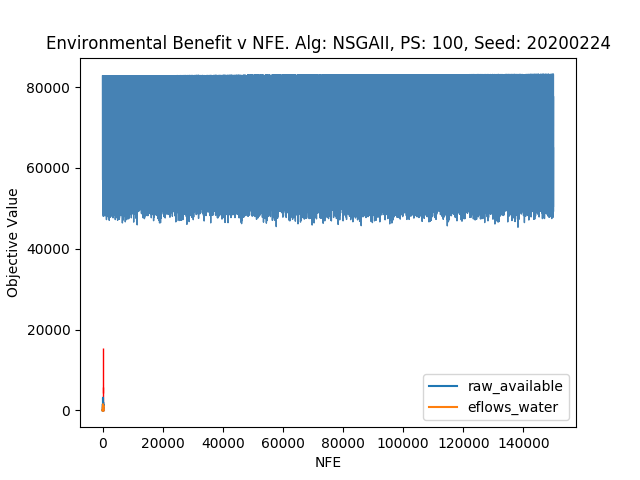 Environmental Benefit v NFE. Alg: NSGAII, PS: 100, Seed: 20200224
Objective Value
80000
60000
40000
20000
0
raw_available
eflows_water
0 20000 40000 60000 80000 100000 120000 140000
NFE